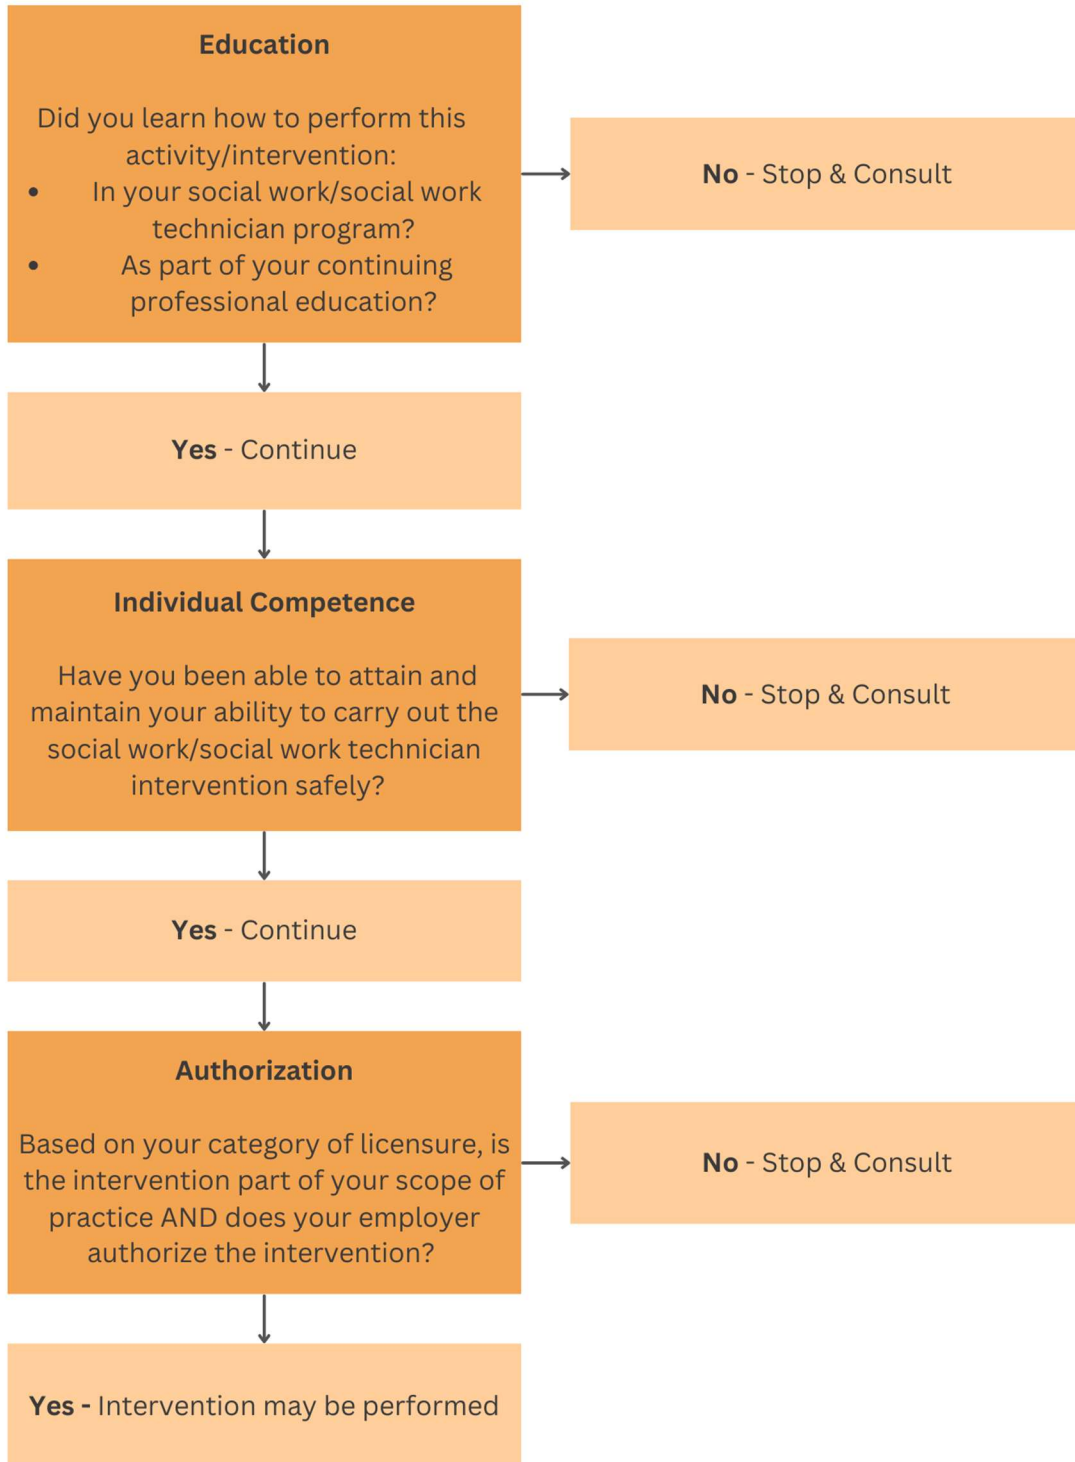 Education
Did you learn how to perform this
activity/intervention:
• In your social work/social work
technician program?
• As part of your continuing
professional education?
No - Stop & Consult
Yes - Continue
Individual Competence
Have you been able to attain and
maintain your ability to carry out the
social work/social work technician
intervention safely?
No - Stop & Consult
Yes - Continue
Authorization
Based on your category of licensure, is
the intervention part of your scope of
practice AND does your employer
authorize the intervention?
No - Stop & Consult
Yes - Intervention may be performed